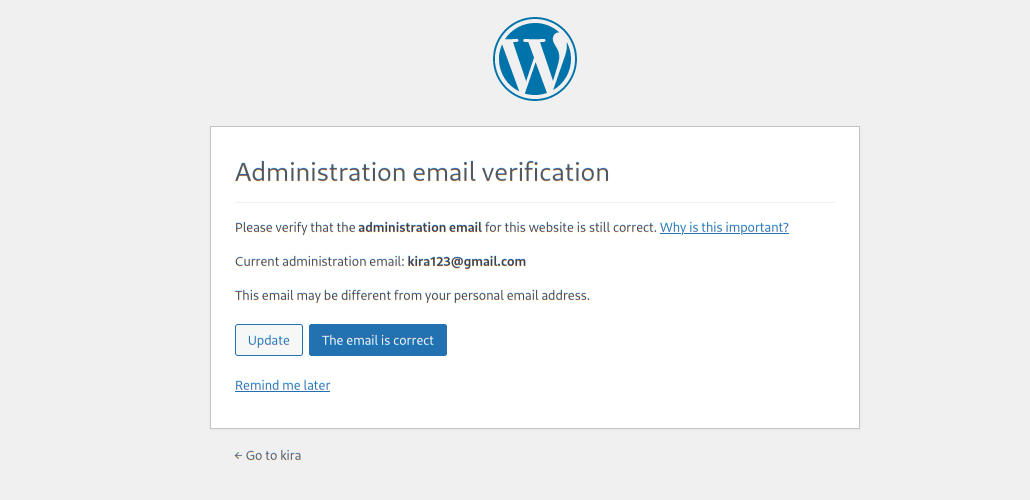 Administration email verification
Please verify that the administration email for this website is still correct. Why is this important?
Current administration email: kira123@gmail.com
This email may be different from your personal email address.
Update
The email is correct
Remind me later
← Go to kira